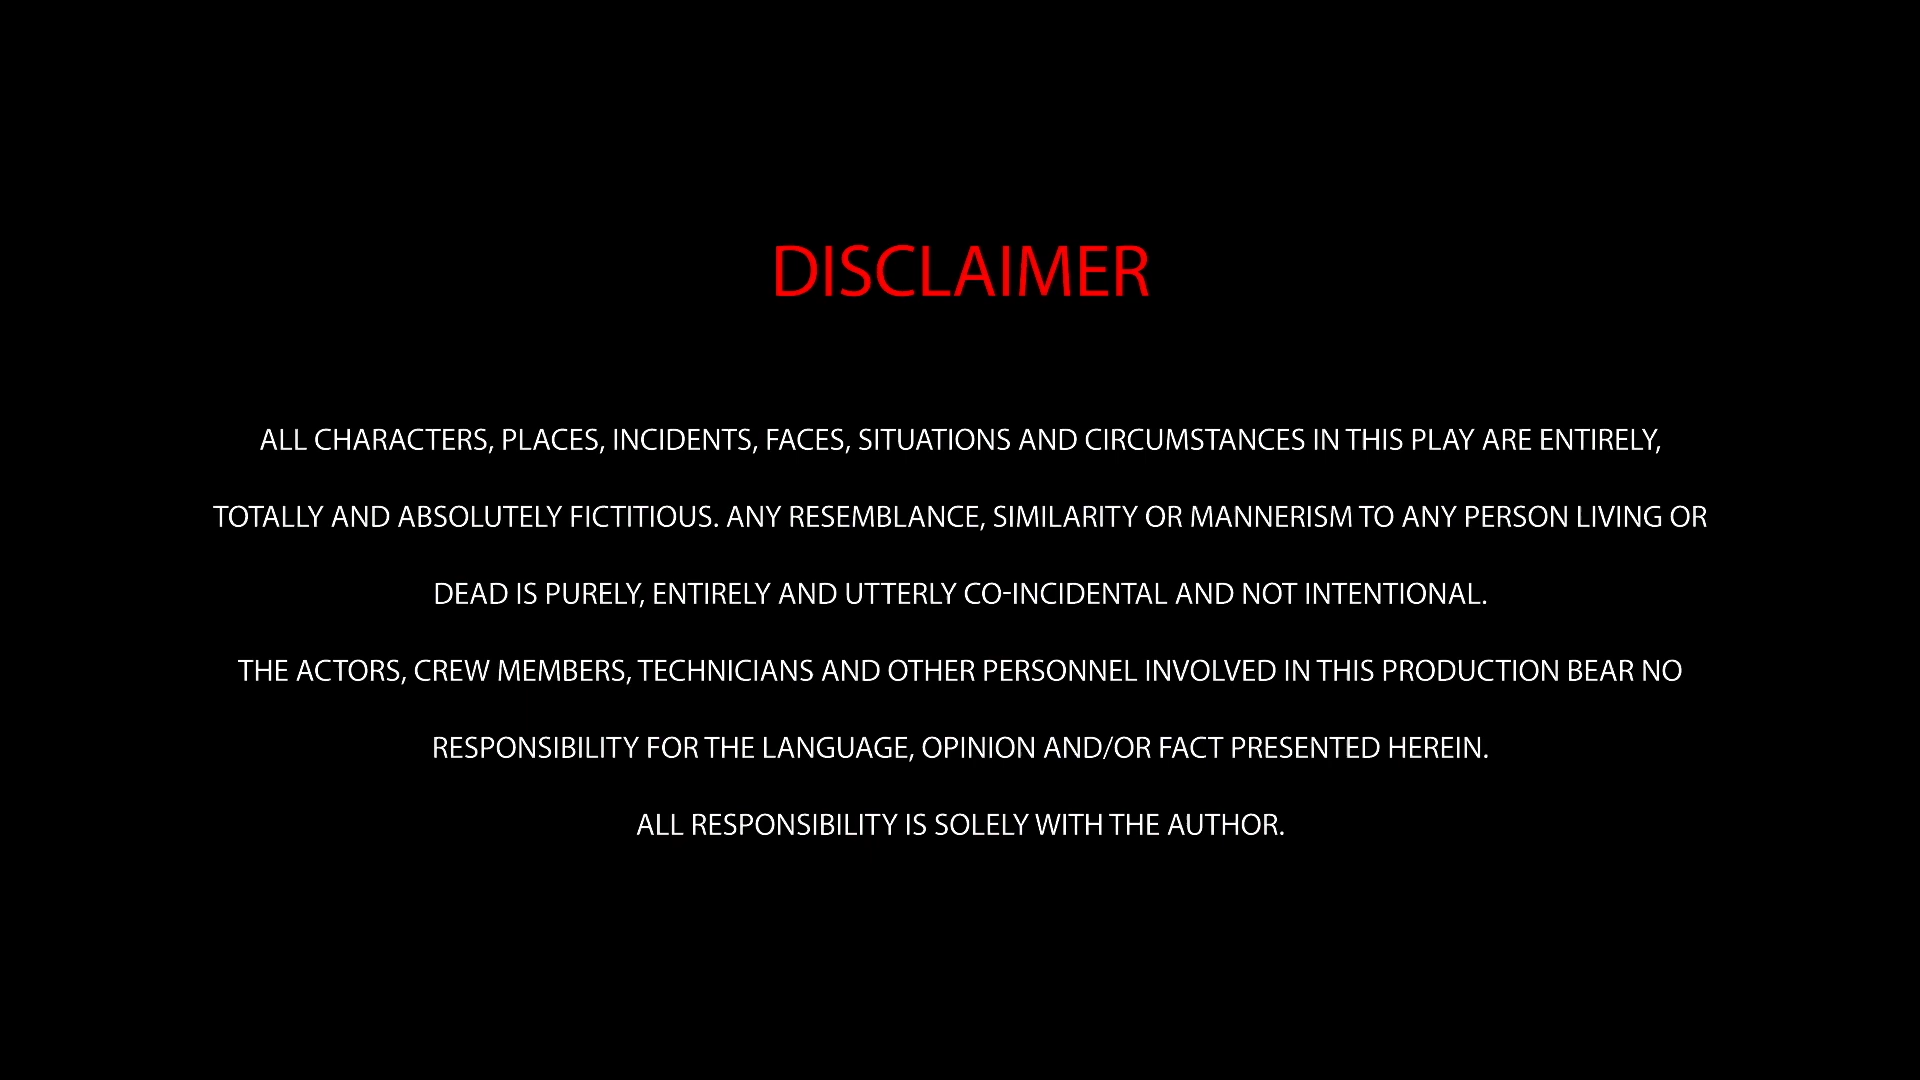 DISCLAIMER
ALL CHARACTERS, PLACES, INCIDENTS, FACES, SITUATIONS AND CIRCUMSTANCES IN THIS PLAY ARE ENTIRELY,
TOTALLY AND ABSOLUTELY FICTITIOUS. ANY RESEMBLANCE, SIMILARITY OR MANNERISM TO ANY PERSON LIVING OR
DEAD IS PURELY, ENTIRELY AND UTTERLY CO-INCIDENTAL AND NOT INTENTIONAL.
THE ACTORS, CREW MEMBERS, TECHNICIANS AND OTHER PERSONNEL INVOLVED IN THIS PRODUCTION BEAR NO
RESPONSIBILITY FOR THE LANGUAGE, OPINION AND/OR FACT PRESENTED HEREIN.
ALL RESPONSIBILITY IS SOLELY WITH THE AUTHOR.